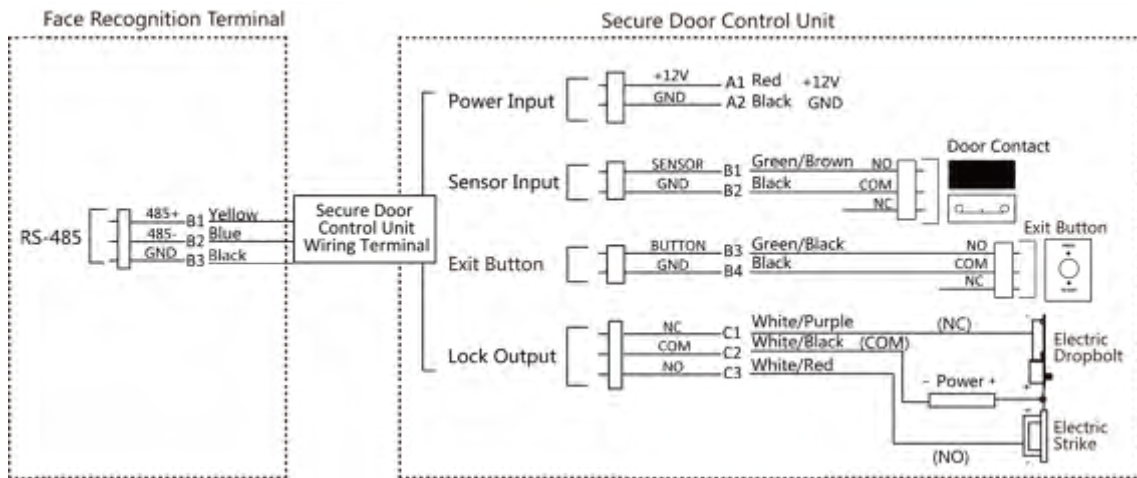 Face Recognition Terminal
Secure Door Control Unit
RS-485
485+ B1 Yellow
485- B2 Blue
GND B3 Black
Secure Door
Control Unit
Wiring Terminal
Power Input
+12V A1 Red +12V
GND A2 Black GND
Sensor Input
SENSOR B1 Green/Brown NO
GND B2 Black COM
NC
Door Contact
Exit Button
BUTTON B3 Green/Black NO
GND B4 Black COM
NC
Exit Button
Lock Output
NC C1 White/Purple (NC)
COM C2 White/Black (COM)
NO C3 White/Red
- Power +
(NO)
Electric
Dropbolt
-
+
Electric
Strike
+
-